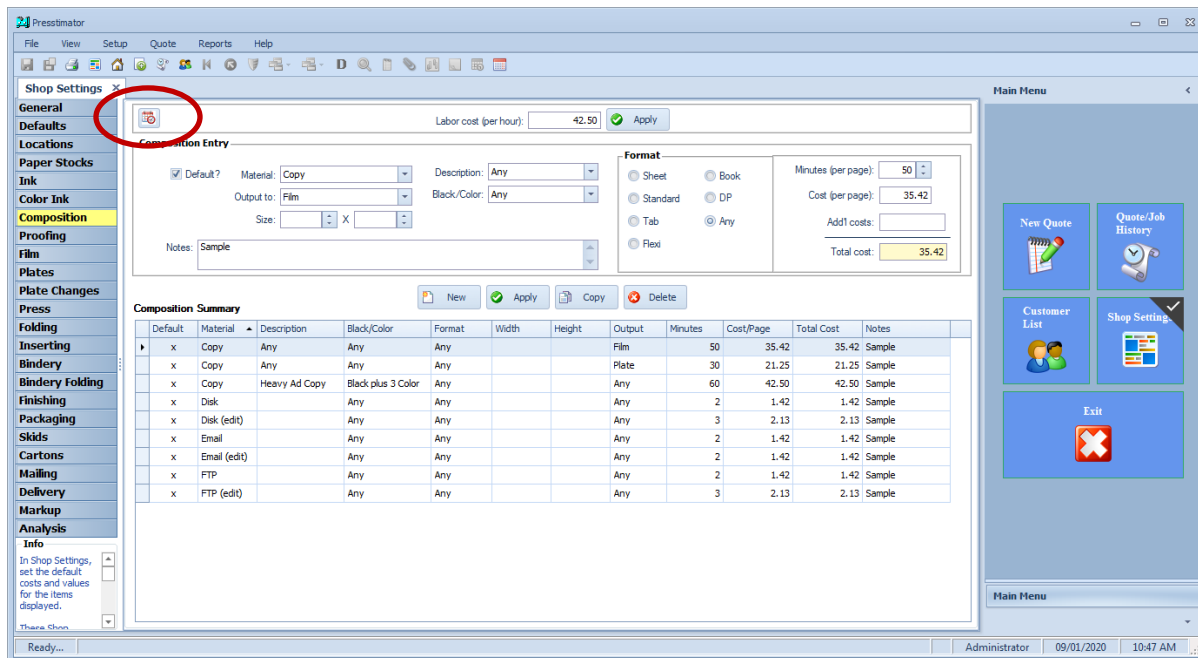 Presstimator
File View Setup Quote Reports Help
D
Shop Settings ×
General
Defaults
Locations
Paper Stocks
Ink
Color Ink
Composition
Proofing
Film
Plates
Plate Changes
Press
Folding
Inserting
Bindery
Bindery Folding
Finishing
Packaging
Skids
Cartons
Mailing
Delivery
Markup
Analysis
Info
In Shop Settings,
set the default
costs and values
for the items
displayed.
These Shop
Labor cost (per hour): 42.50 Apply
Composition Entry
Default? Material: Copy Description: Any
Output to: Film Black/Color: Any
Size: X
Notes: Sample
Format
Sheet Book
Standard DP
Tab Any
Flexi
Minutes (per page): 50
Cost (per page): 35.42
Add'l costs:
Total cost: 35.42
New Apply Copy Delete
Composition Summary
Default Material Description Black/Color Format Width Height Output Minutes Cost/Page Total Cost Notes
x Copy Any Any Any Film 50 35.42 35.42 Sample
x Copy Any Any Any Plate 30 21.25 21.25 Sample
x Copy Heavy Ad Copy Black plus 3 Color Any Any 60 42.50 42.50 Sample
x Disk Any Any Any 2 1.42 1.42 Sample
x Disk (edit) Any Any Any 3 2.13 2.13 Sample
x Email Any Any Any 2 1.42 1.42 Sample
x Email (edit) Any Any Any 2 1.42 1.42 Sample
x FTP Any Any Any 2 1.42 1.42 Sample
x FTP (edit) Any Any Any 3 2.13 2.13 Sample
Main Menu
New Quote
Quote/Job
History
Customer
List
Shop Settings
Exit
Main Menu
Ready... Administrator 09/01/2020 10:47 AM